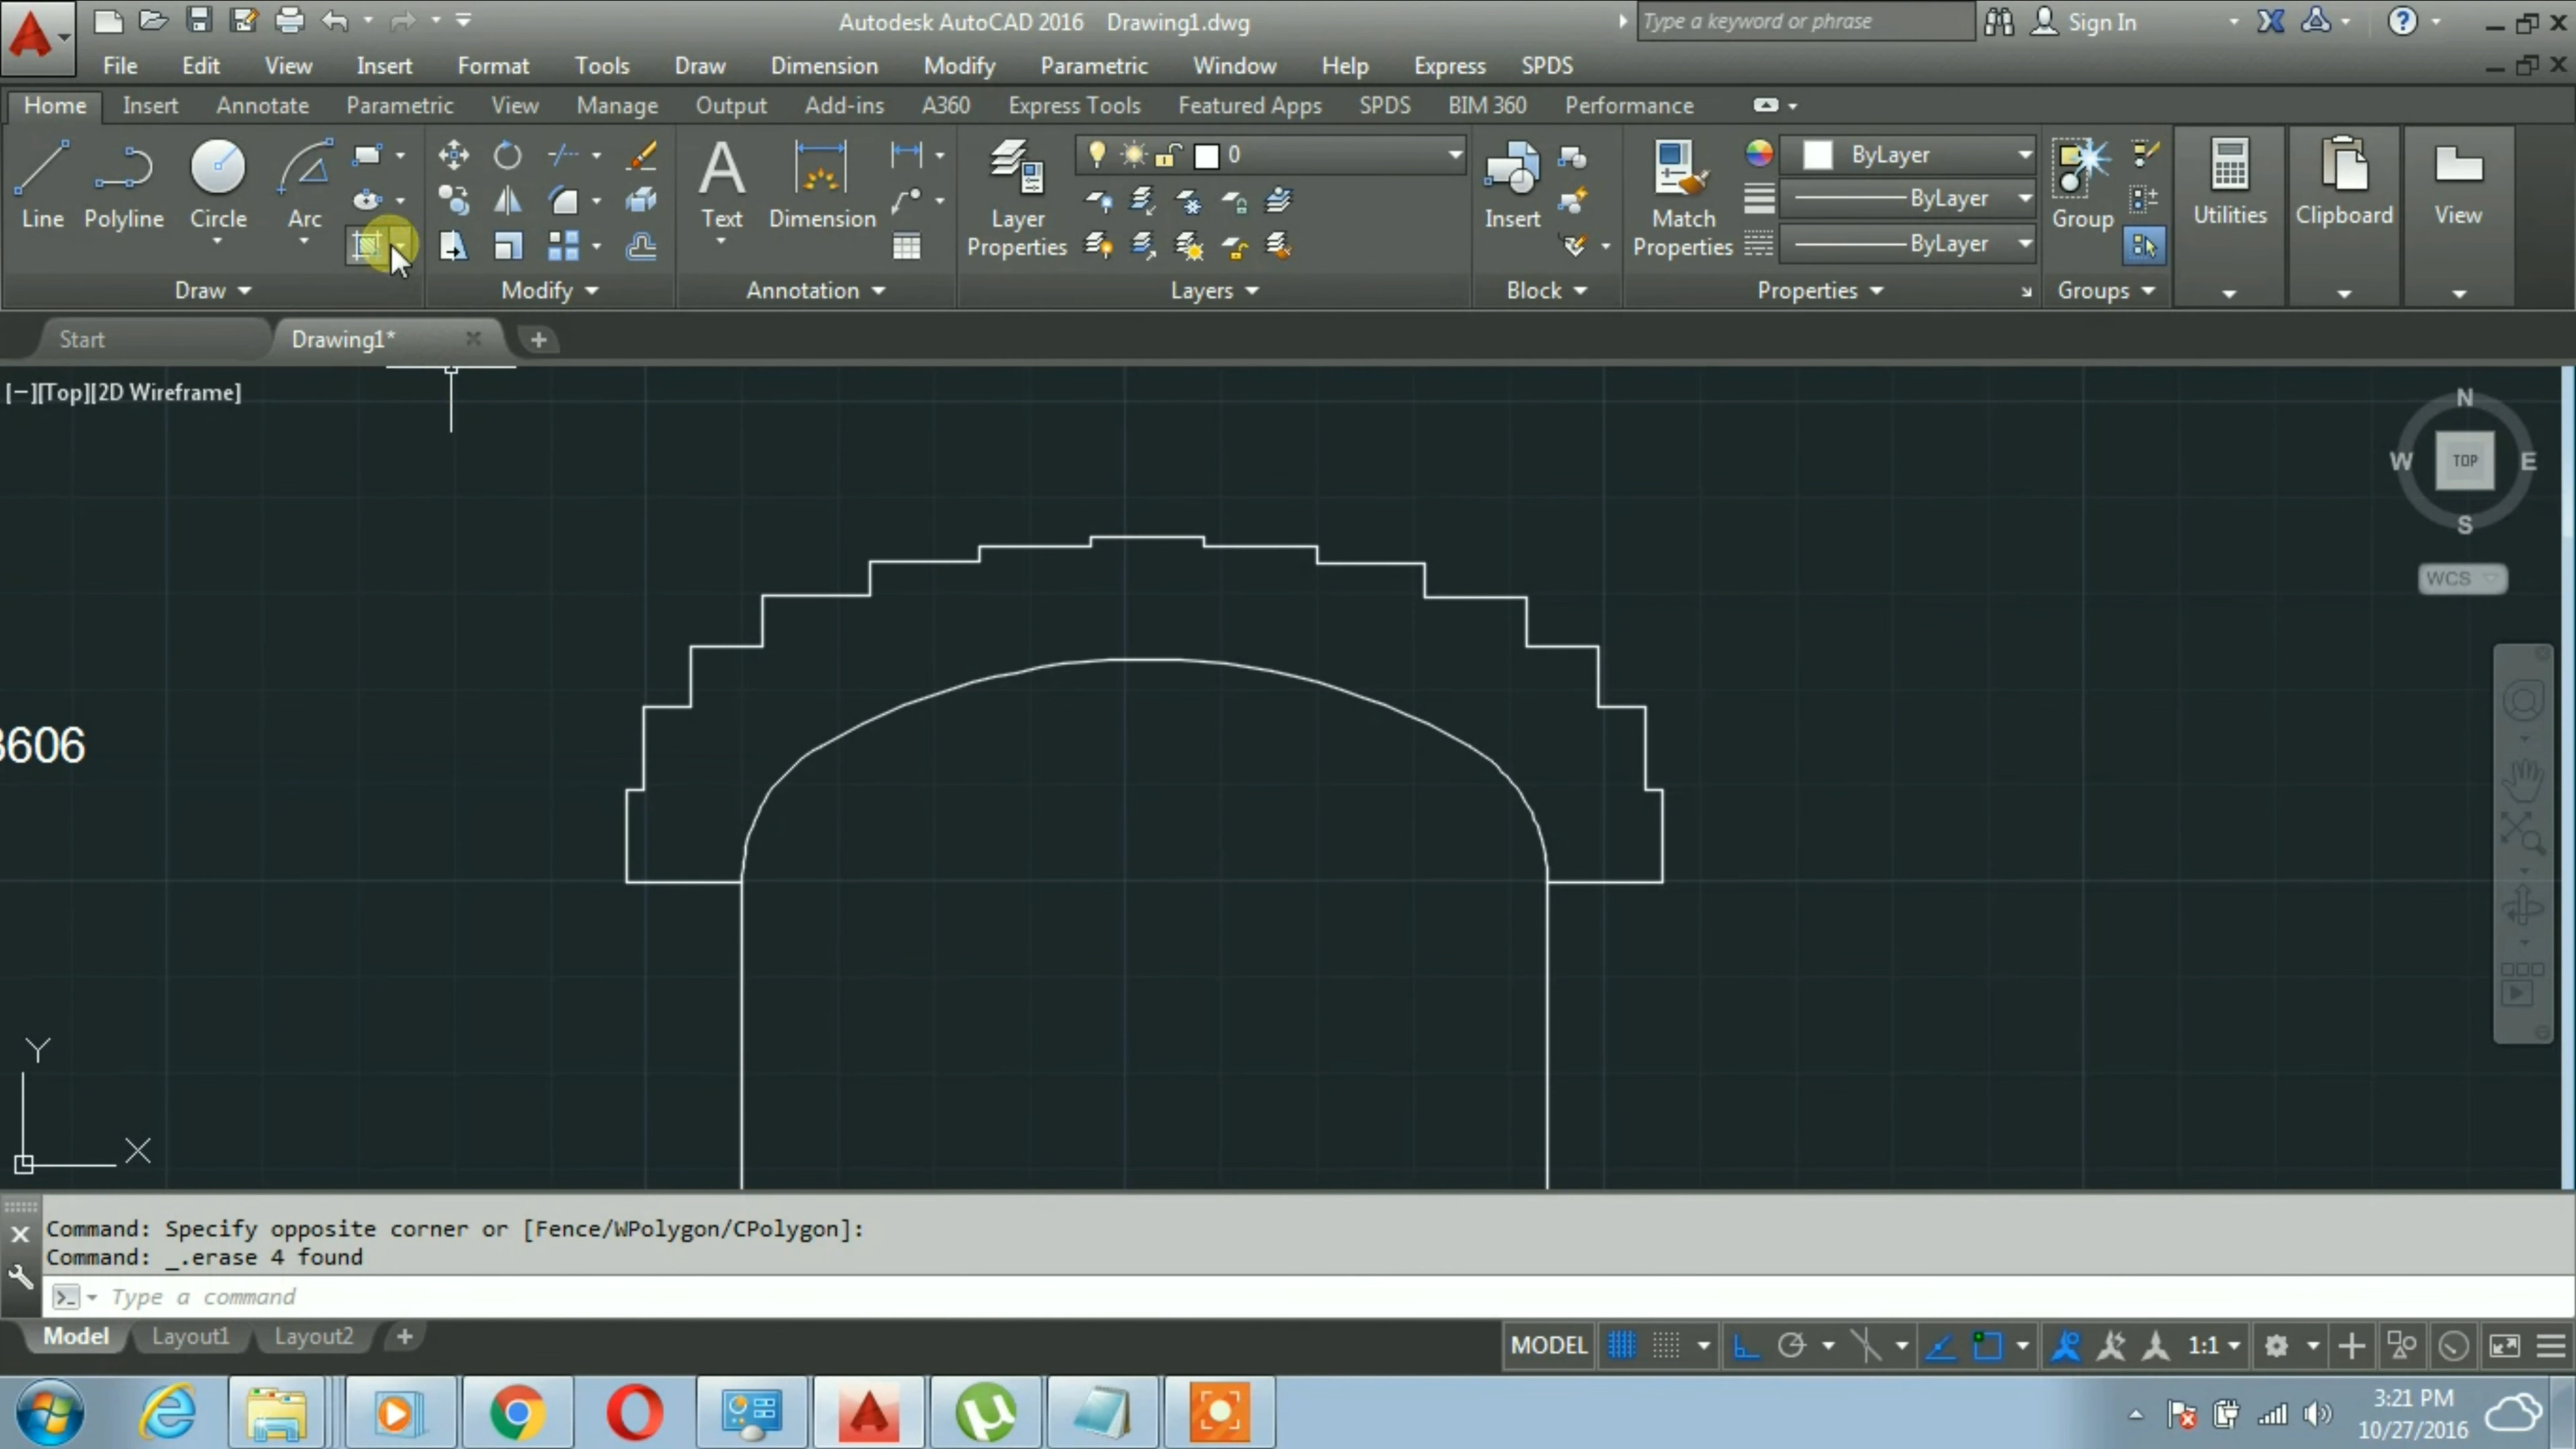 Autodesk AutoCAD 2016 Drawing1.dwg
Type a keyword or phrase
Sign In
File Edit View Insert Format Tools Draw Dimension Modify Parametric Window Help Express SPDS
Home Insert Annotate Parametric View Manage Output Add-ins A360 Express Tools Featured Apps SPDS BIM 360 Performance
Line Polyline Circle Arc
Draw
Modify
Text Dimension
Annotation
Layer Properties
0
Layers
Insert
Block
Match Properties
ByLayer
ByLayer
ByLayer
Properties
Group
Groups
Utilities
Clipboard
View
Start Drawing1*
[−][Top][2D Wireframe]
N
W TOP E
S
WCS
3606
Y
X
Command: Specify opposite corner or [Fence/WPolygon/CPolygon]:
Command: _.erase 4 found
Type a command
Model Layout1 Layout2
MODEL
1:1
3:21 PM
10/27/2016